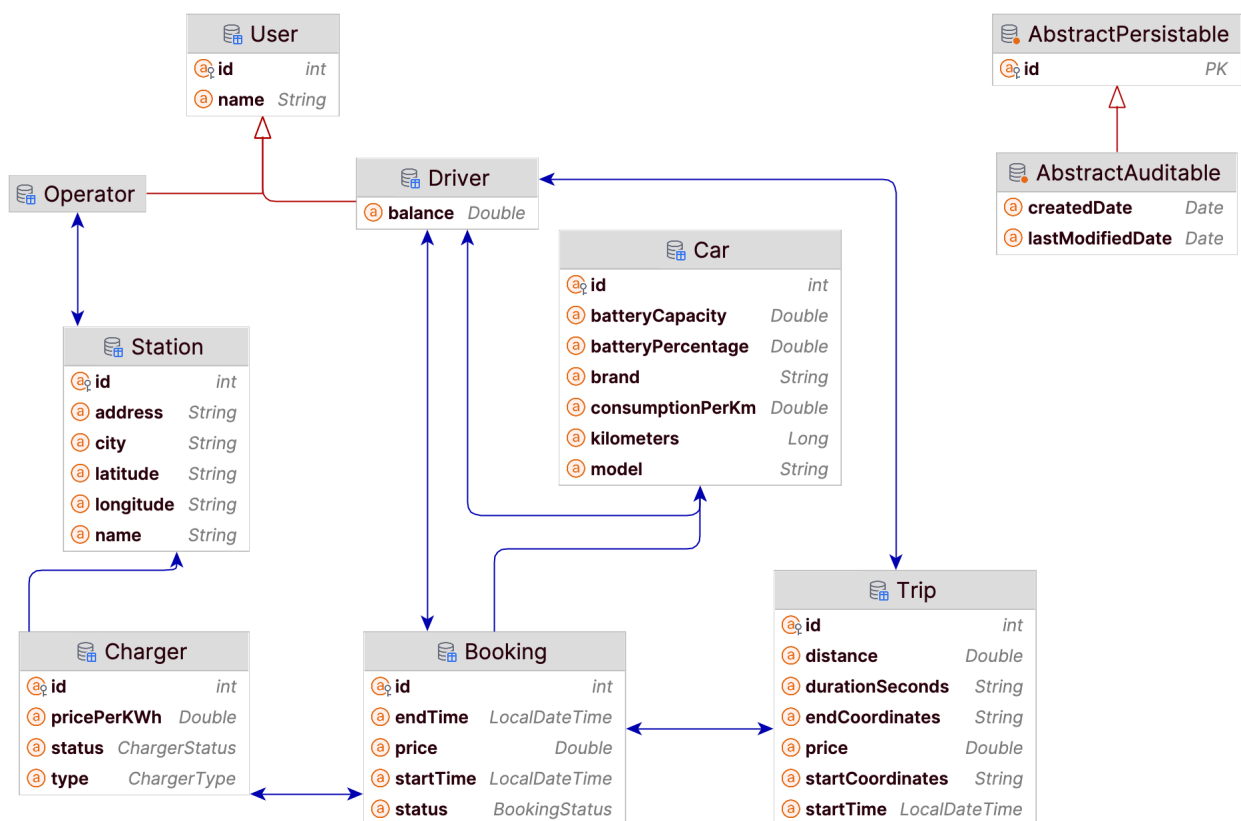 User
id int
name String
AbstractPersistable
id PK
AbstractAuditable
createdDate Date
lastModifiedDate Date
Operator
Driver
balance Double
Car
id int
batteryCapacity Double
batteryPercentage Double
brand String
consumptionPerKm Double
kilometers Long
model String
Station
id int
address String
city String
latitude String
longitude String
name String
Charger
id int
pricePerKWh Double
status ChargerStatus
type ChargerType
Booking
id int
endTime LocalDateTime
price Double
startTime LocalDateTime
status BookingStatus
Trip
id int
distance Double
durationSeconds String
endCoordinates String
price Double
startCoordinates String
startTime LocalDateTime